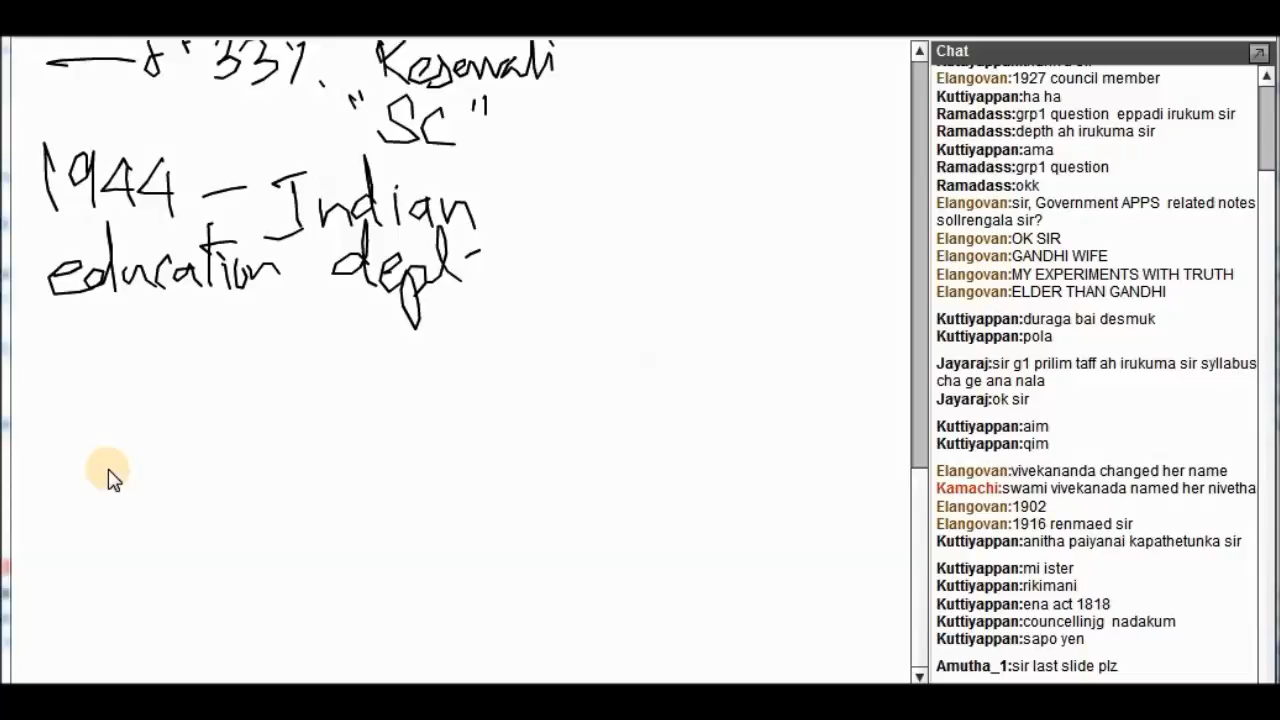 33%.
"SC"
1944 - Indian
education dept
Chat
Elangovan:1927 council member
Kuttiyappan:ha ha
Ramadass:grp1 question eppadi irukum sir
Ramadass:depth ah irukuma sir
Kuttiyappan:ama
Ramadass:grp1 question
Ramadass:okk
Elangovan:sir, Government APPS related notes
sollrengala sir?
Elangovan:OK SIR
Elangovan:GANDHI WIFE
Elangovan:MY EXPERIMENTS WITH TRUTH
Elangovan:ELDER THAN GANDHI
Kuttiyappan:duraga bai desmuk
Kuttiyappan:pola
Jayaraj:sir g1 prilim taff ah irukuma sir syllabus
cha ge ana nala
Jayaraj:ok sir
Kuttiyappan:aim
Kuttiyappan:qim
Elangovan:vivekananda changed her name
Kamachi:swami vivekanada named her nivetha
Elangovan:1902
Elangovan:1916 renmaed sir
Kuttiyappan:anitha paiyanai kapathetunka sir
Kuttiyappan:mi ister
Kuttiyappan:rikimani
Kuttiyappan:ena act 1818
Kuttiyappan:councellinjg nadakum
Kuttiyappan:sapo yen
Amutha_1:sir last slide plz